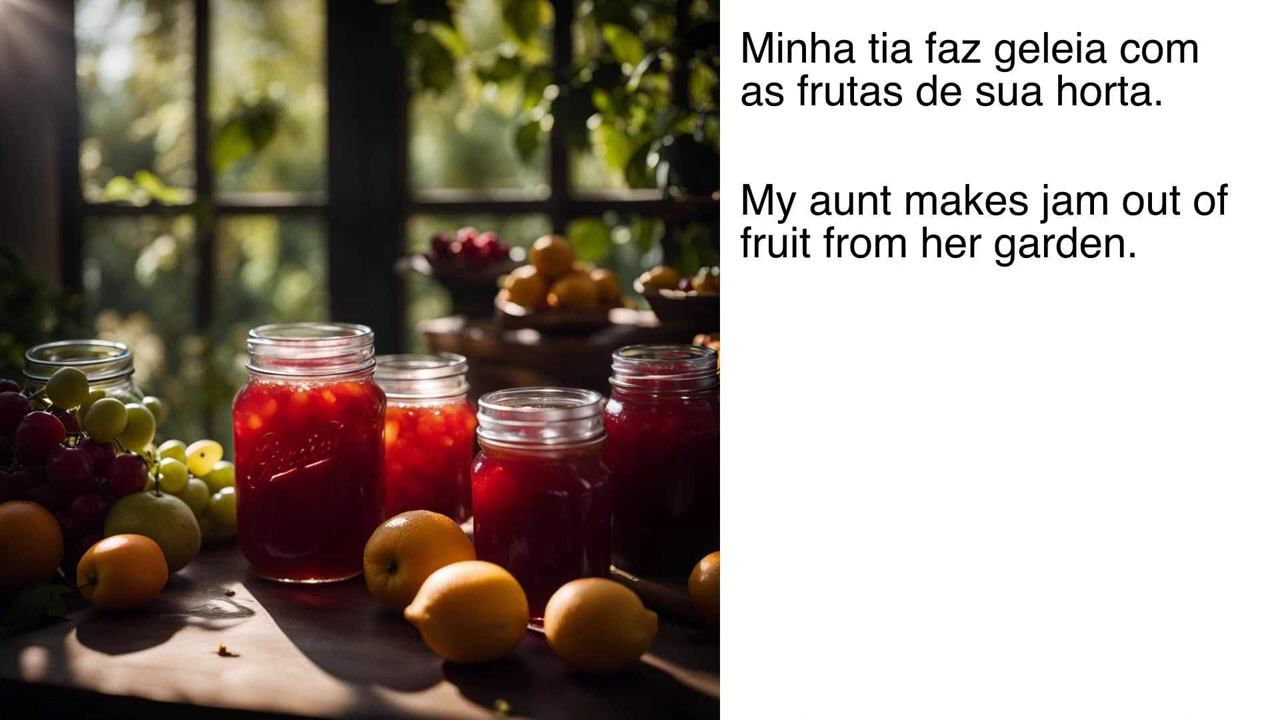 Minha tia faz geleia com
as frutas de sua horta.
My aunt makes jam out of
fruit from her garden.